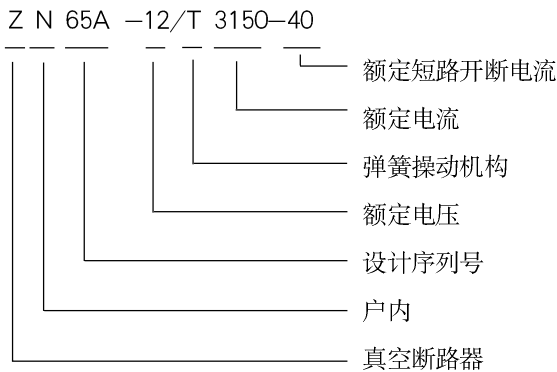 Z N 65A -12/T 3150-40
额定短路开断电流
额定电流
弹簧操动机构
额定电压
设计序列号
户内
真空断路器